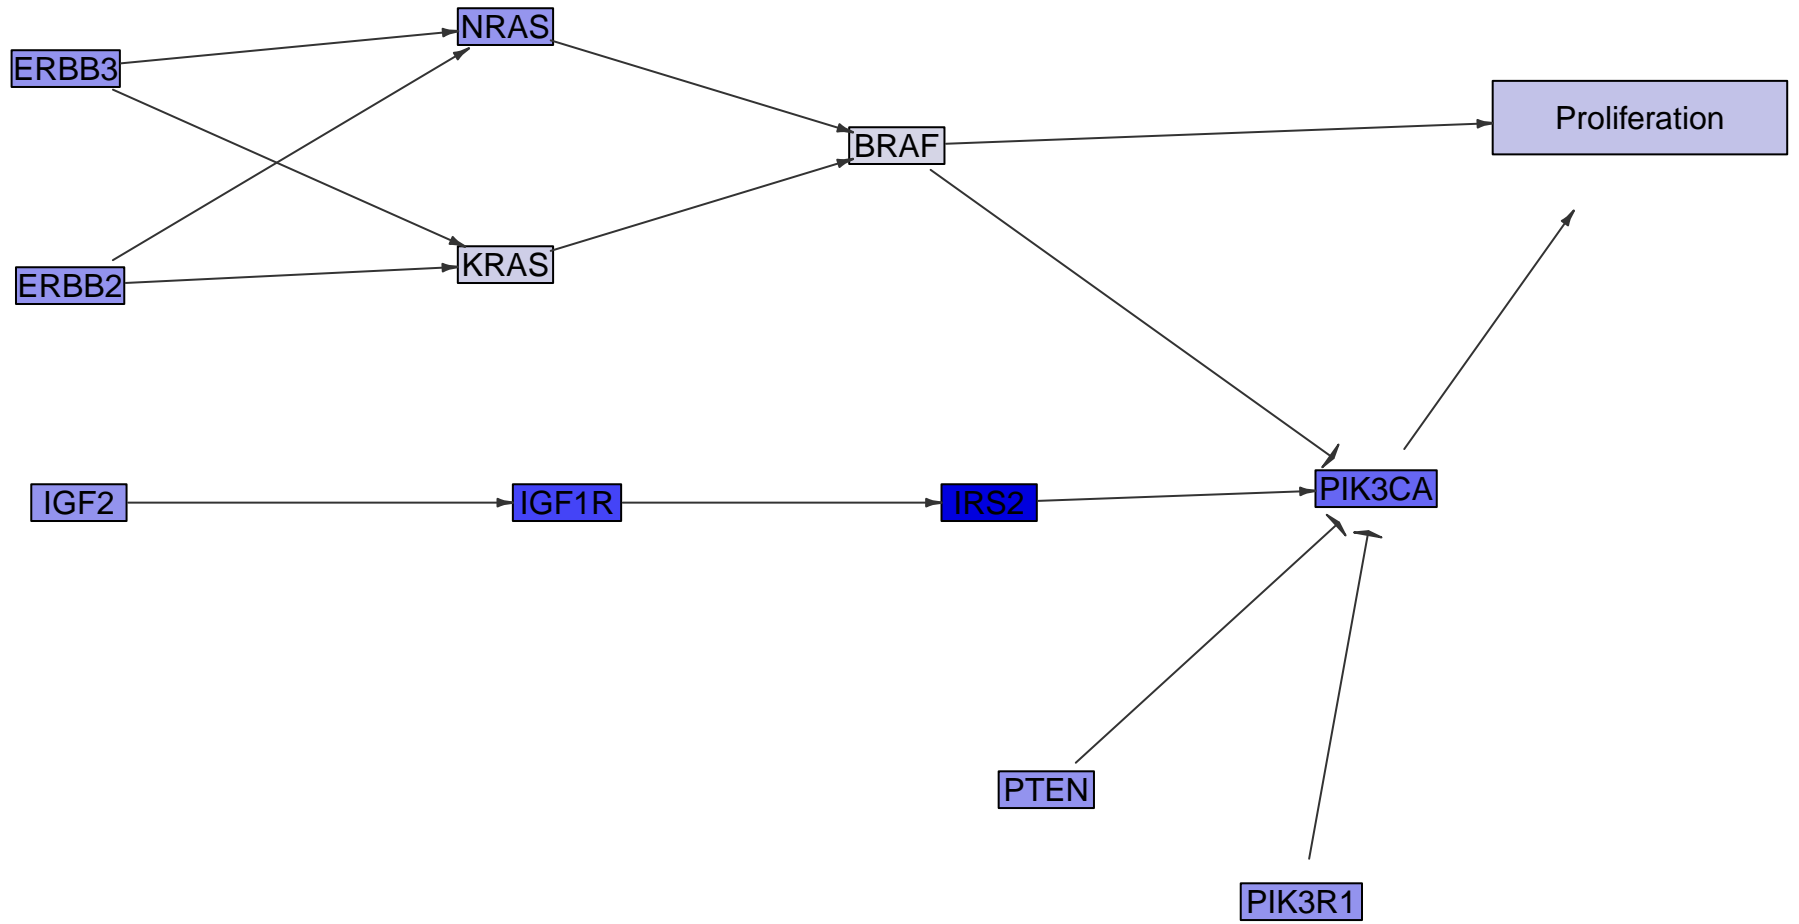 NRAS
ERBB3
Proliferation
BRAF
KRAS
ERBB2
PIK3CA
IGF2
IGF1R
IRS2
PTEN
PIK3R1